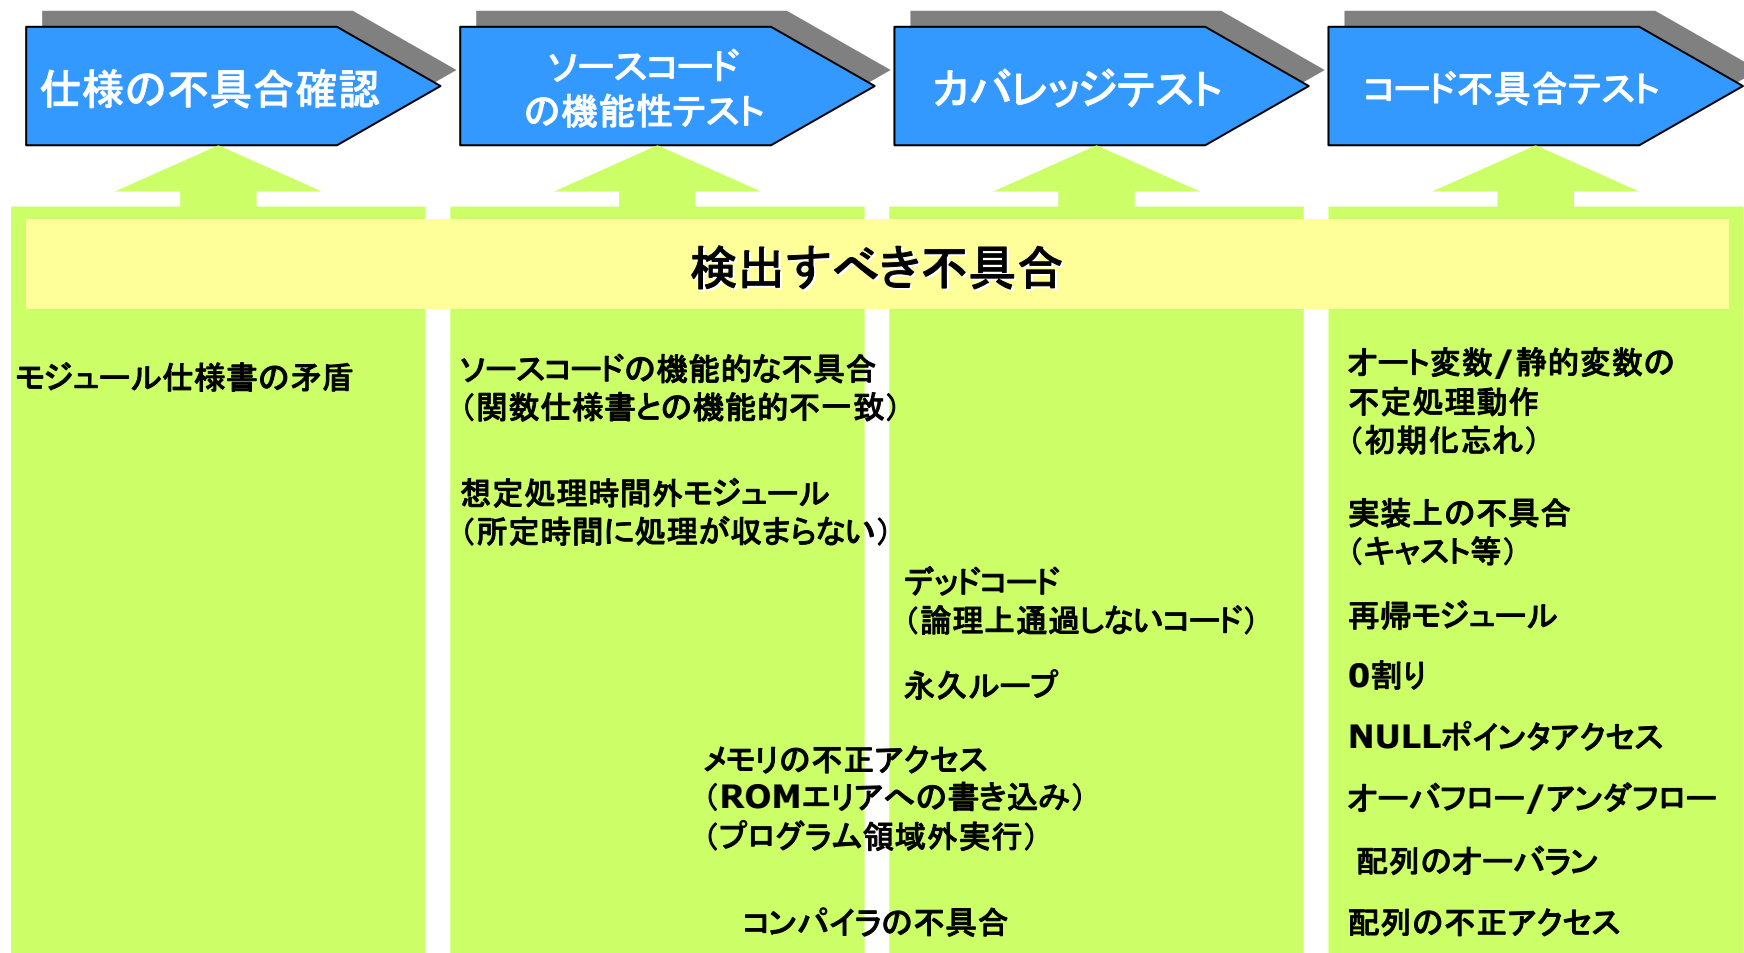 仕様の不具合確認
ソースコード
の機能性テスト
カバレッジテスト
コード不具合テスト
検出すべき不具合
モジュール仕様書の矛盾
ソースコードの機能的な不具合
（関数仕様書との機能的不一致）
想定処理時間外モジュール
（所定時間に処理が収まらない）
デッドコード
（論理上通過しないコード）
永久ループ
メモリの不正アクセス
（ROMエリアへの書き込み）
（プログラム領域外実行）
コンパイラの不具合
オート変数/静的変数の
不定処理動作
（初期化忘れ）
実装上の不具合
（キャスト等）
再帰モジュール
0割り
NULLポインタアクセス
オーバフロー/アンダフロー
配列のオーバラン
配列の不正アクセス